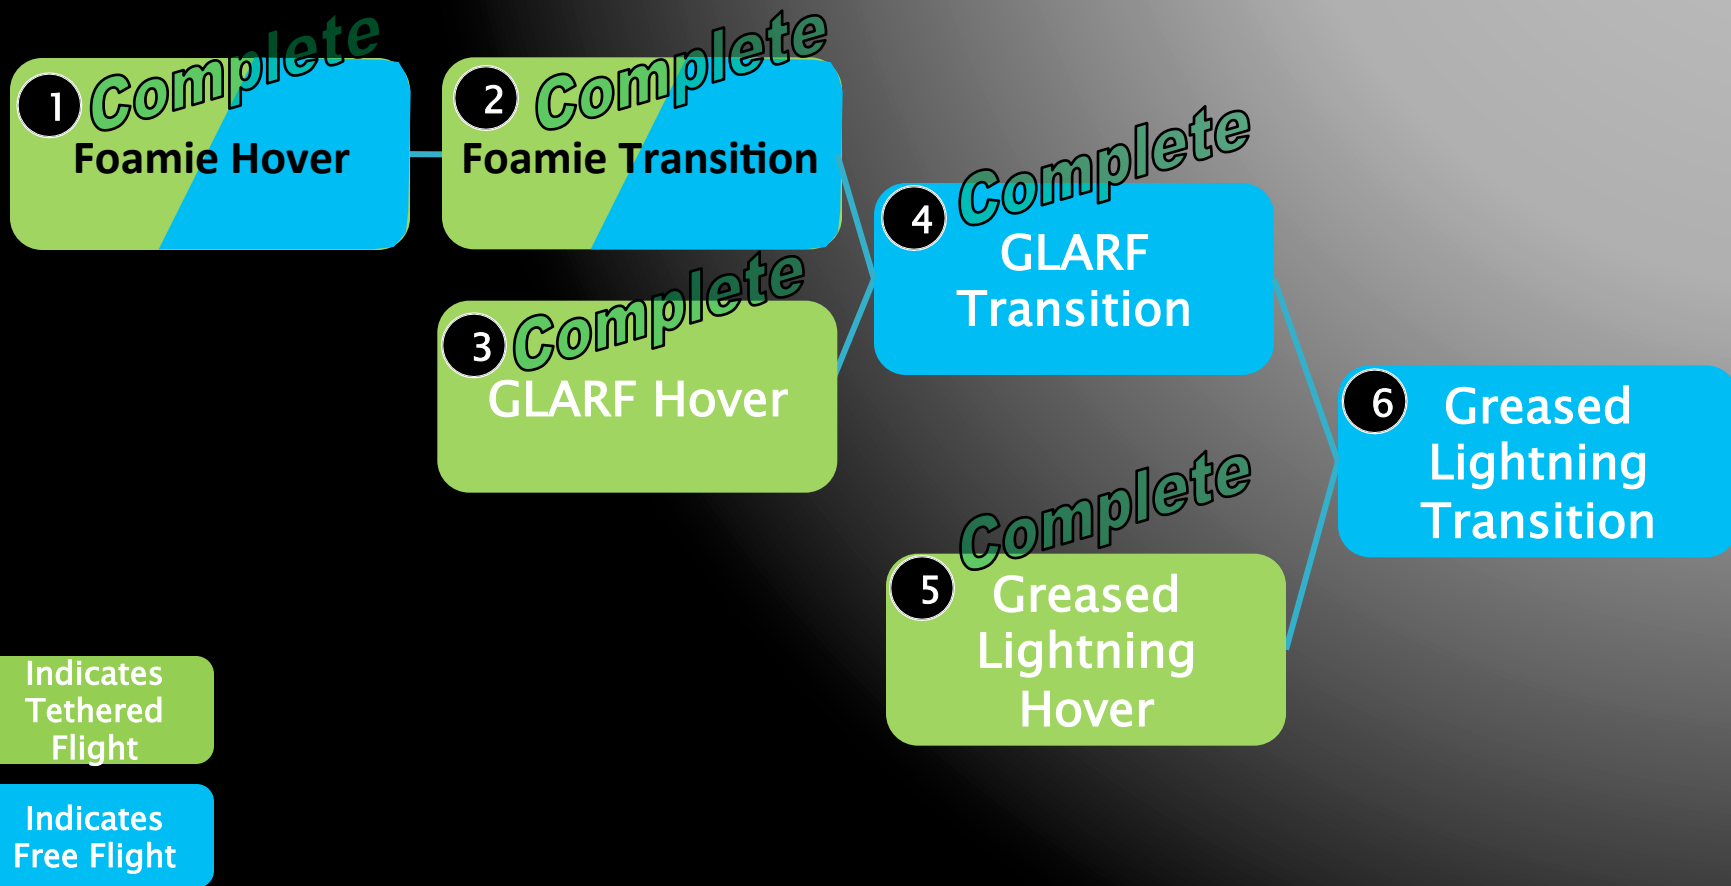 1
Complete
Foamie Hover
2
Complete
Foamie Transition
3
Complete
GLARF Hover
4
Complete
GLARF
Transition
5
Complete
Greased
Lightning
Hover
6
Greased
Lightning
Transition
Indicates
Tethered
Flight
Indicates
Free Flight